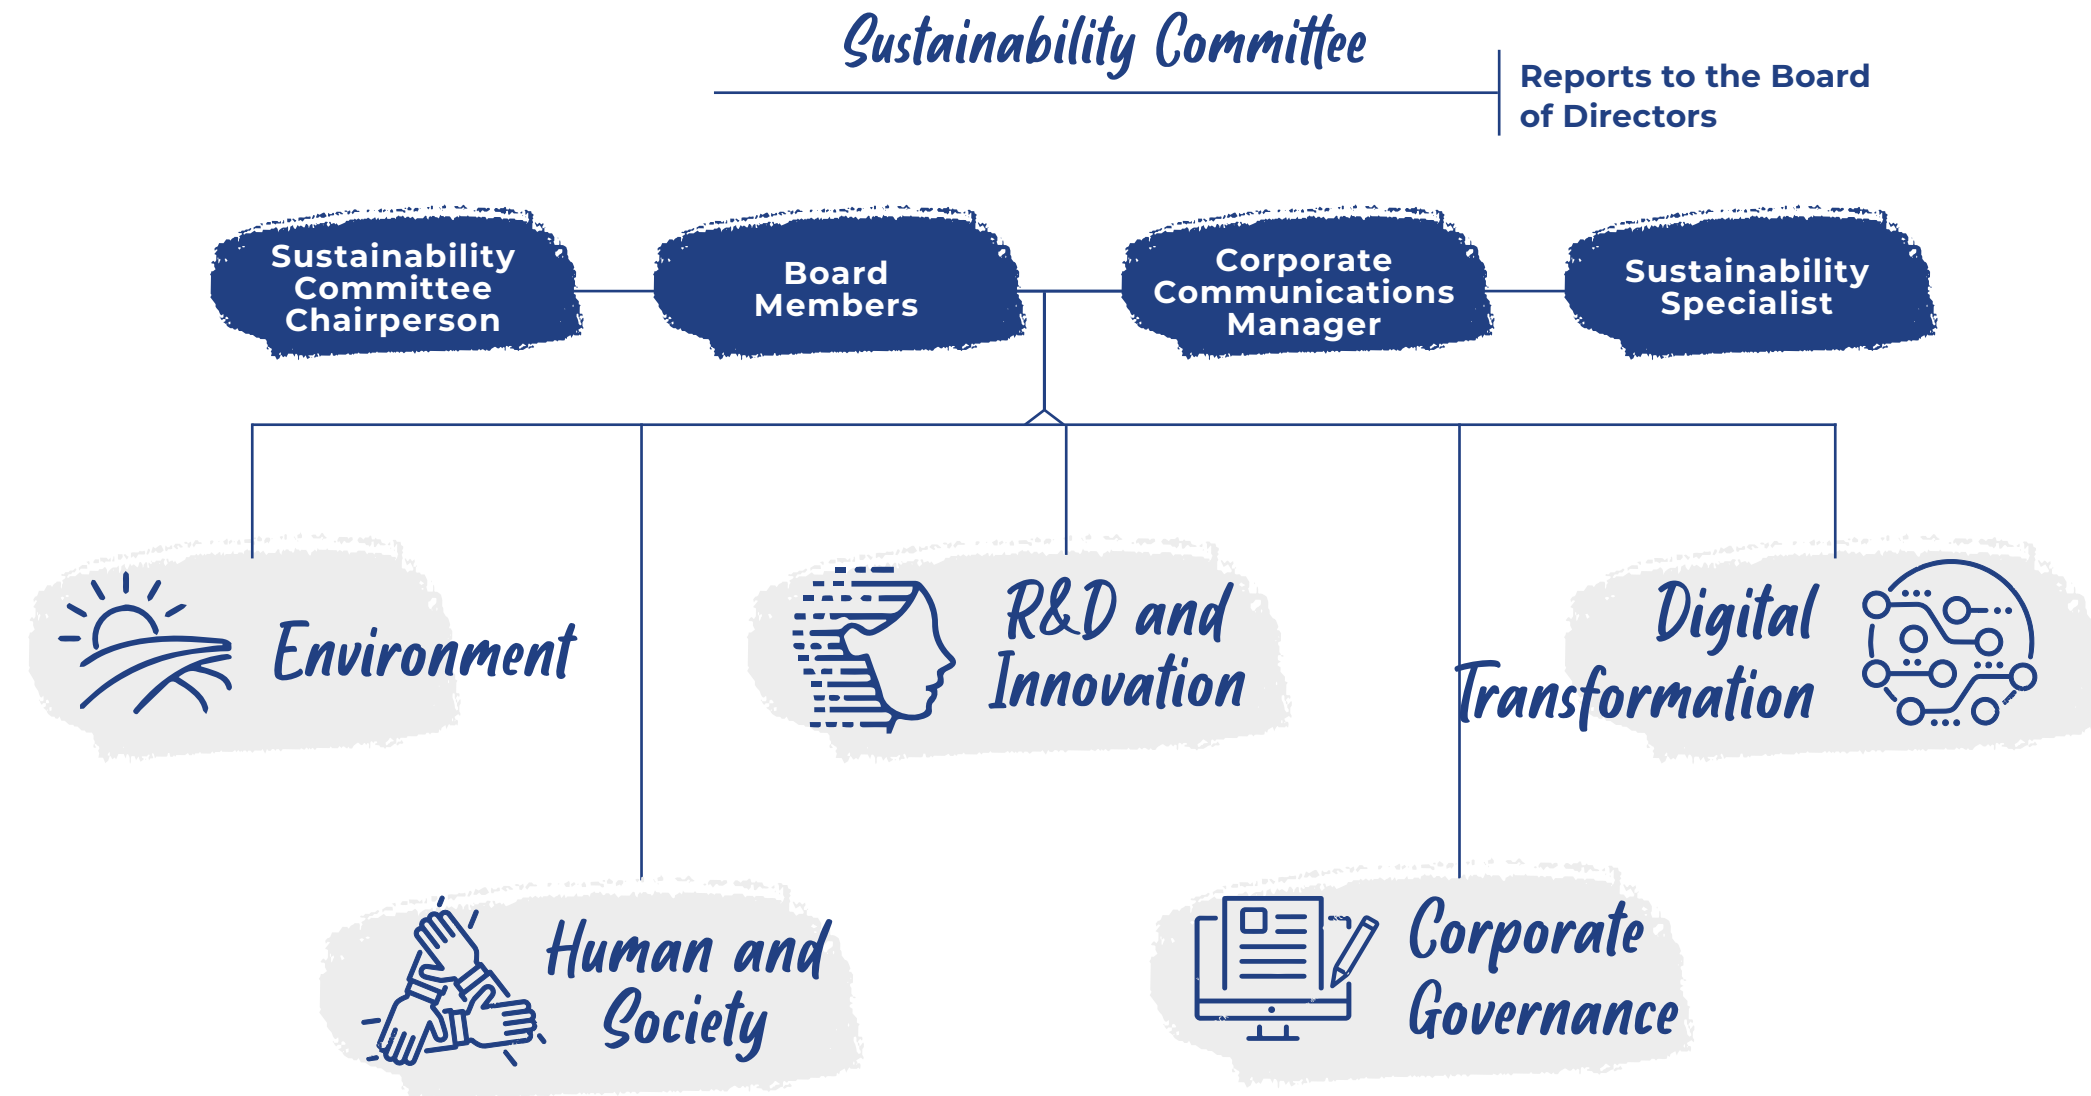 Sustainability Committee
Reports to the Board
of Directors
Sustainability
Committee
Chairperson
Board
Members
Corporate
Communications
Manager
Sustainability
Specialist
Environment
R&D and
Innovation
Digital
Transformation
Human and
Society
Corporate
Governance